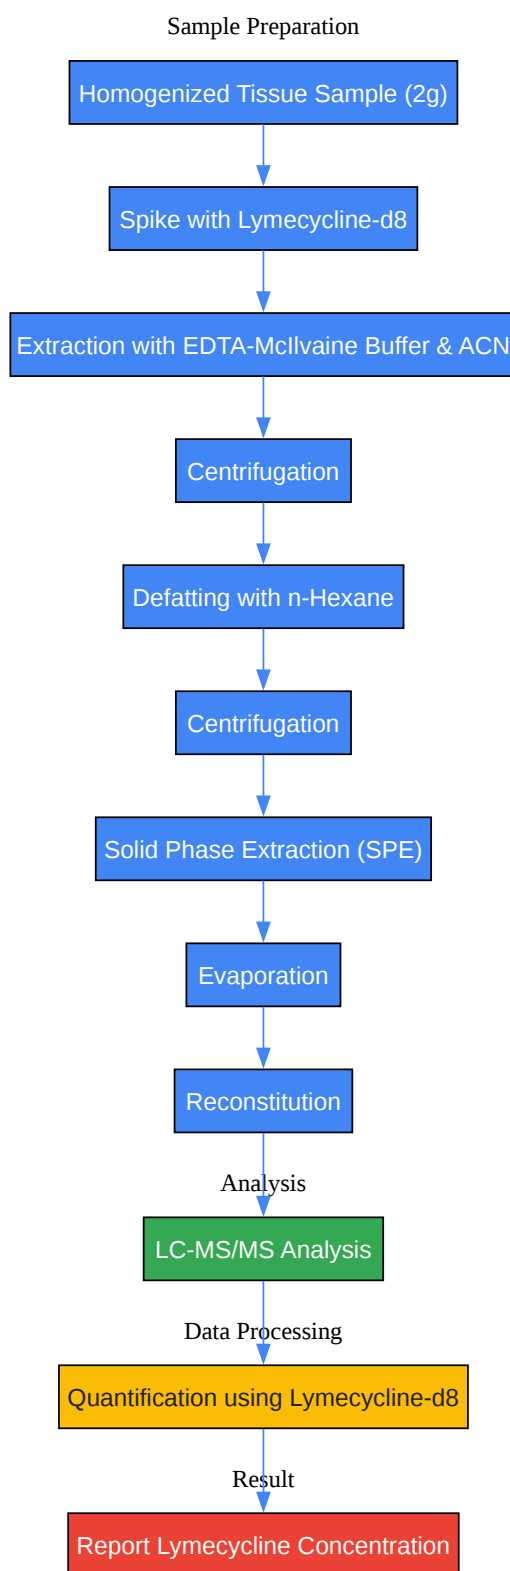 Sample Preparation
Homogenized Tissue Sample (2g)
Spike with Lymecycline-d8
Extraction with EDTA-McIlvaine Buffer & ACN
Centrifugation
Defatting with n-Hexane
Centrifugation
Solid Phase Extraction (SPE)
Evaporation
Reconstitution
Analysis
LC-MS/MS Analysis
Data Processing
Quantification using Lymecycline-d8
Result
Report Lymecycline Concentration